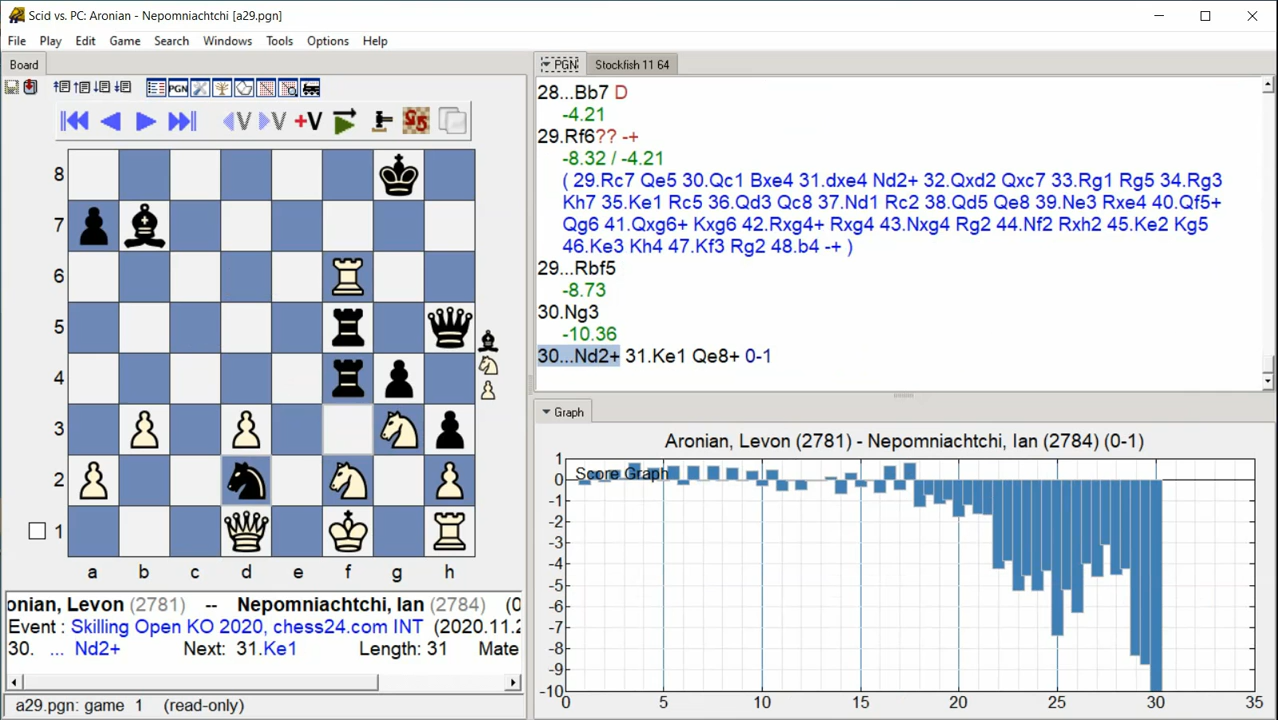 Scid vs. PC: Aronian - Nepomniachtchi [a29.pgn]
File Play Edit Game Search Windows Tools Options Help
Board
PGN Stockfish 11 64
PGN
V V +V
28...Bb7 D
-4.21
29.Rf6?? -+
-8.32 / -4.21
( 29.Rc7 Qe5 30.Qc1 Bxe4 31.dxe4 Nd2+ 32.Qxd2 Qxc7 33.Rg1 Rg5 34.Rg3
Kh7 35.Ke1 Rc5 36.Qd3 Qc8 37.Nd1 Rc2 38.Qd5 Qe8 39.Ne3 Rxe4 40.Qf5+
Qg6 41.Qxg6+ Kxg6 42.Rxg4+ Rxg4 43.Nxg4 Rg2 44.Nf2 Rxh2 45.Ke2 Kg5
46.Ke3 Kh4 47.Kf3 Rg2 48.b4 -+ )
29...Rbf5
-8.73
30.Ng3
-10.36
30...Nd2+ 31.Ke1 Qe8+ 0-1
8
7
6
5
4
3
2
1
a b c d e f g h
onian, Levon (2781) -- Nepomniachtchi, Ian (2784) (0
Event : Skilling Open KO 2020, chess24.com INT (2020.11.2
30. ... Nd2+ Next: 31.Ke1 Length: 31 Mate
a29.pgn: game 1 (read-only)
Graph
Aronian, Levon (2781) - Nepomniachtchi, Ian (2784) (0-1)
Score Graph
1
0
-1
-2
-3
-4
-5
-6
-7
-8
-9
-10
0 5 10 15 20 25 30 35